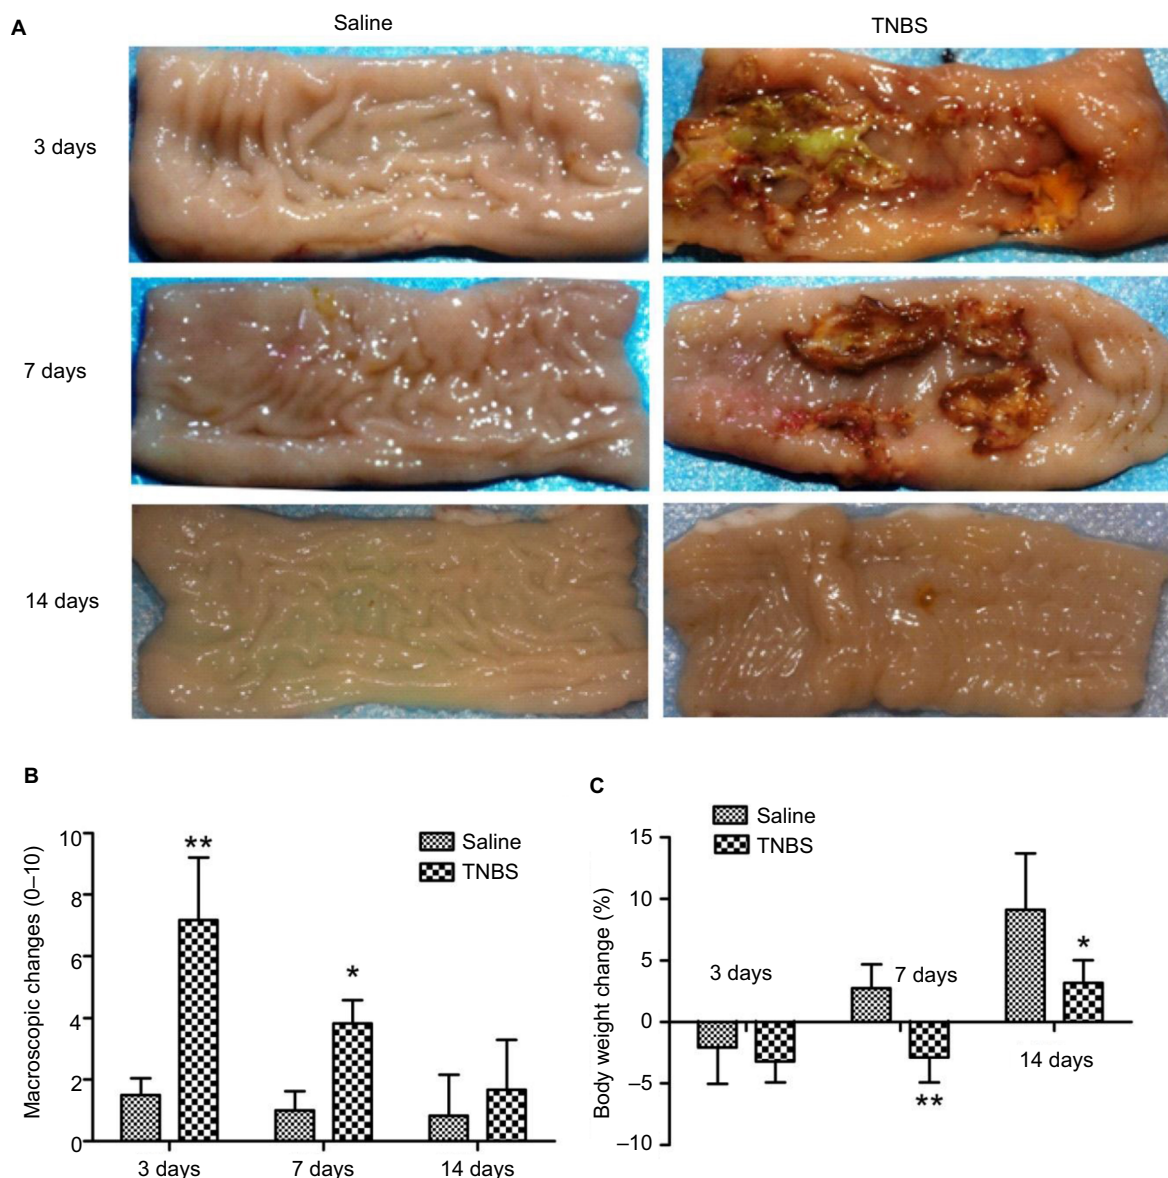 A
Saline
TNBS
3 days
7 days
14 days
B
Macroscopic changes (0–10)
10
8
6
4
2
0
**
*
Saline
TNBS
3 days
7 days
14 days
C
Body weight change (%)
15
10
5
0
–5
–10
Saline
TNBS
3 days
7 days
**
*
14 days